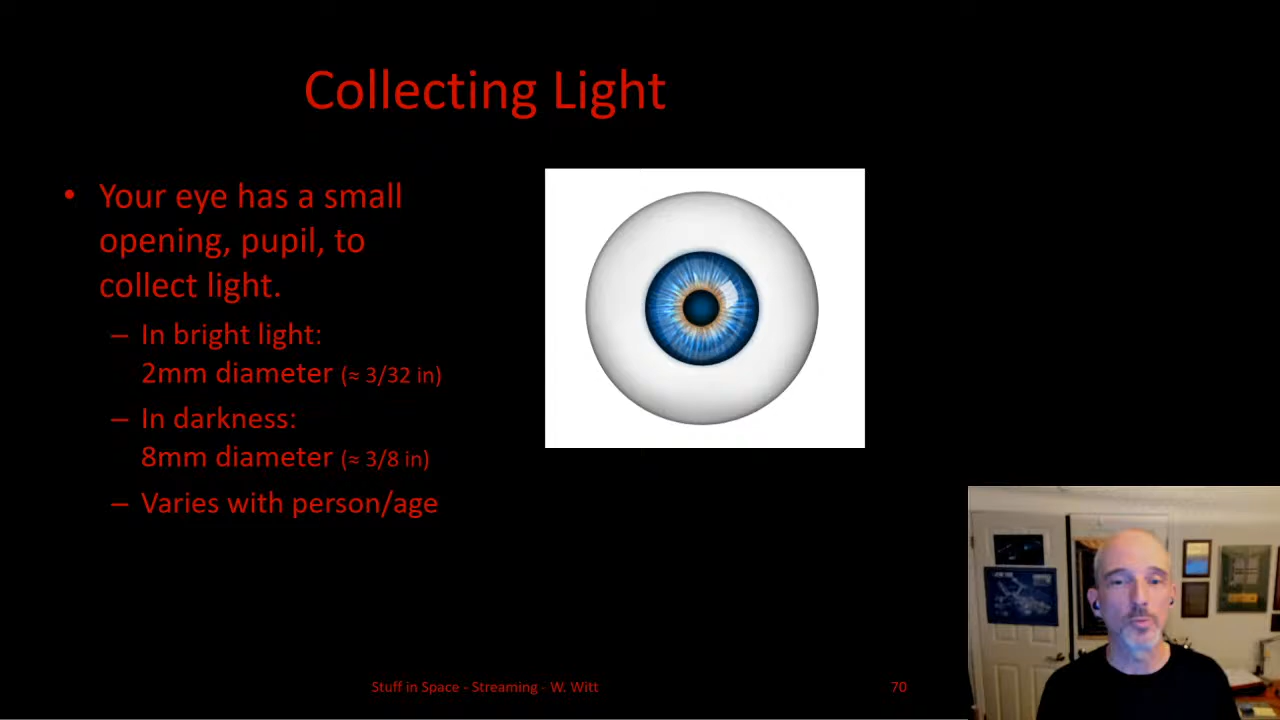 Collecting Light
• Your eye has a small
opening, pupil, to
collect light.
– In bright light:
2mm diameter (≈ 3/32 in)
– In darkness:
8mm diameter (≈ 3/8 in)
– Varies with person/age
Stuff in Space - Streaming - W. Witt
70